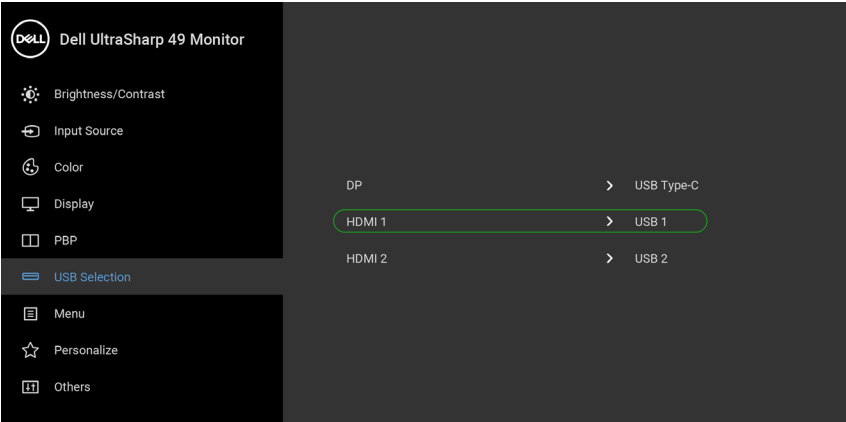 DELL
Dell UltraSharp 49 Monitor
Brightness/Contrast
Input Source
Color
Display
PBP
USB Selection
Menu
Personalize
Others
DP USB Type-C
HDMI 1 USB 1
HDMI 2 USB 2